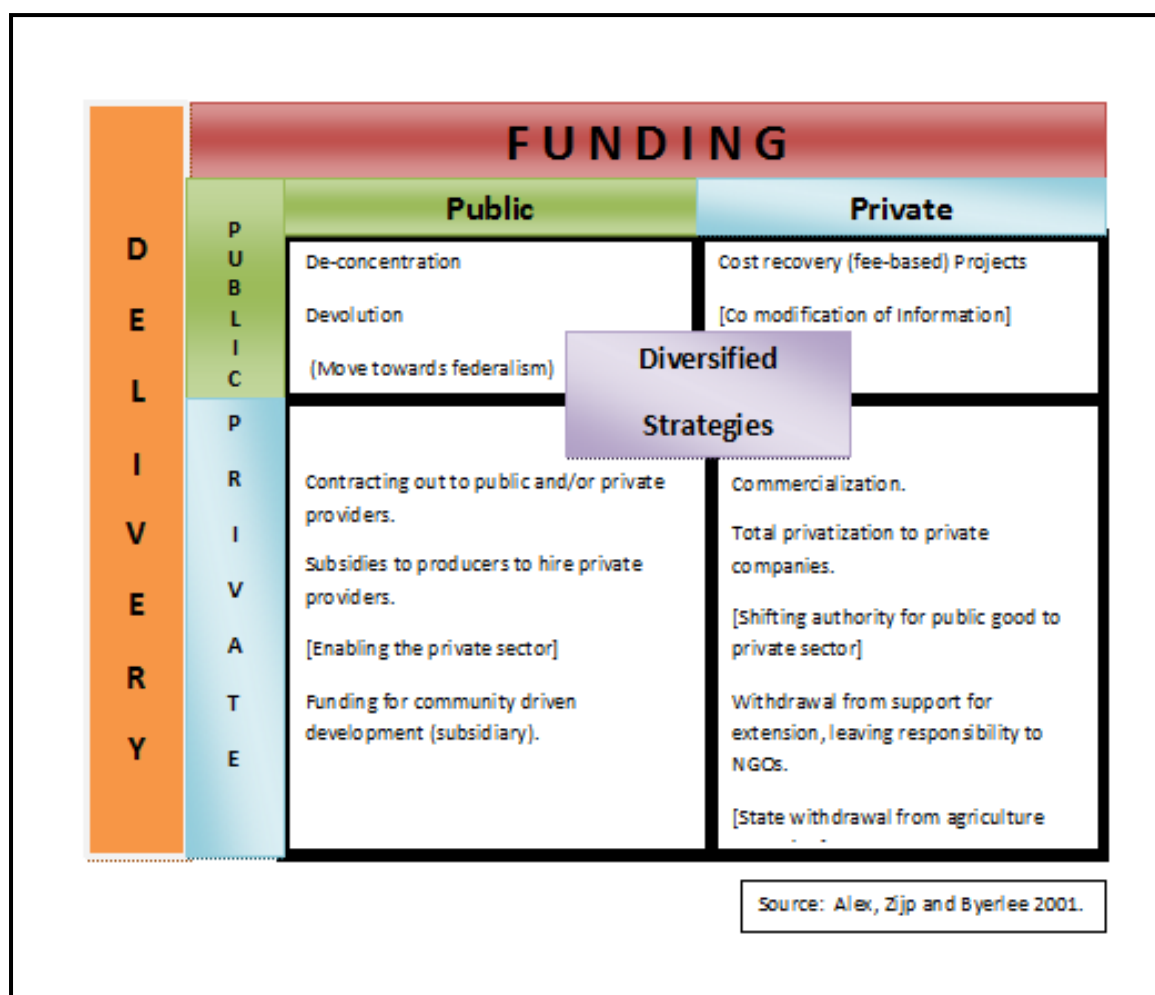 F U N D I N G
Public
Private
D E L I V E R Y
P U B L I C
De-concentration
Devolution
(Move towards federalism)
Cost recovery (fee-based) Projects
[Co modification of Information]
Diversified
Strategies
P R I V A T E
Contracting out to public and/or private
providers.
Subsidies to producers to hire private
providers.
[Enabling the private sector]
Funding for community driven
development (subsidiary).
Commercialization.
Total privatization to private
companies.
[Shifting authority for public good to
private sector]
Withdrawal from support for
extension, leaving responsibility to
NGOs.
[State withdrawal from agriculture
Source: Alex, Zijp and Byerlee 2001.